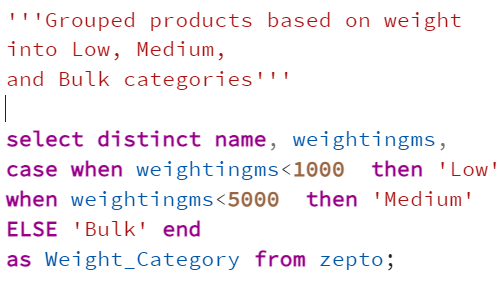 '''Grouped products based on weight
into Low, Medium,
and Bulk categories'''
select distinct name, weightingms,
case when weightingms<1000  then 'Low'
when weightingms<5000  then 'Medium'
ELSE 'Bulk' end
as Weight_Category from zepto;